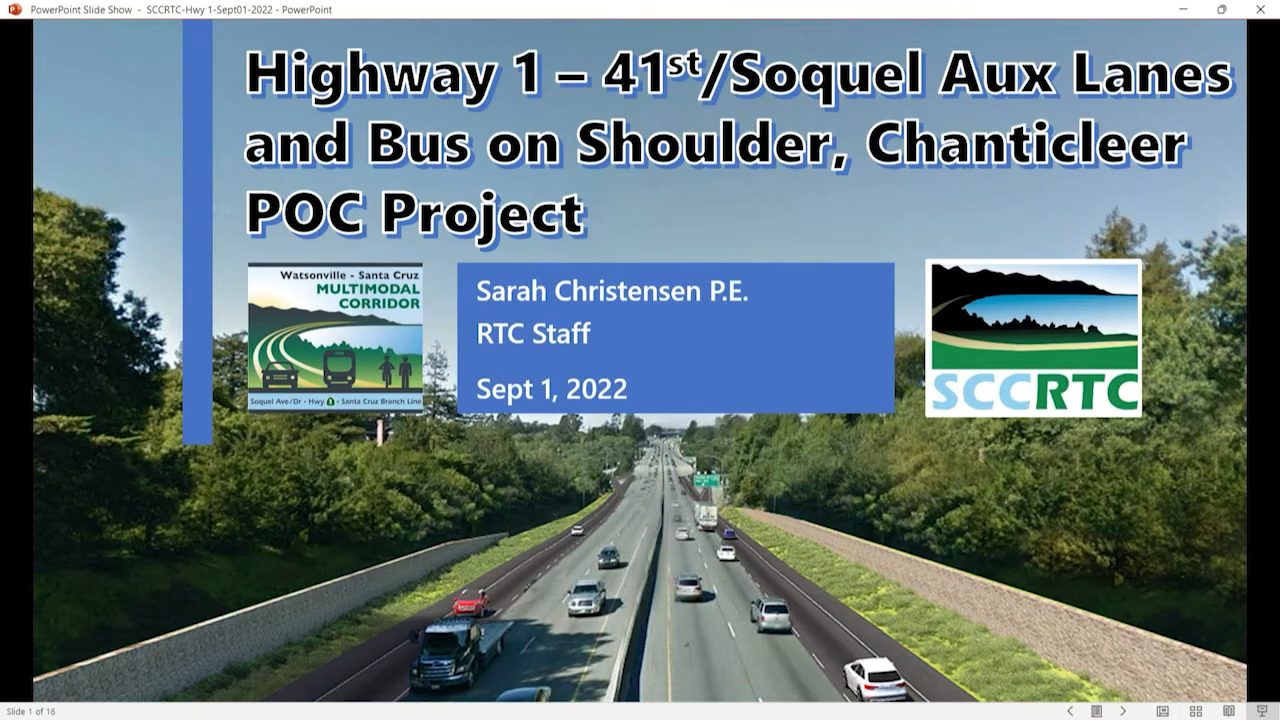 PowerPoint Slide Show - SCCRTC-Hwy 1-Sept01-2022 - PowerPoint
Highway 1 – 41st/Soquel Aux Lanes
and Bus on Shoulder, Chanticleer
POC Project
Watsonville - Santa Cruz
MULTIMODAL
CORRIDOR
Soquel Ave/Dr • Hwy 1 • Santa Cruz Branch Line
Sarah Christensen P.E.
RTC Staff
Sept 1, 2022
SCCRTC
Slide 1 of 16